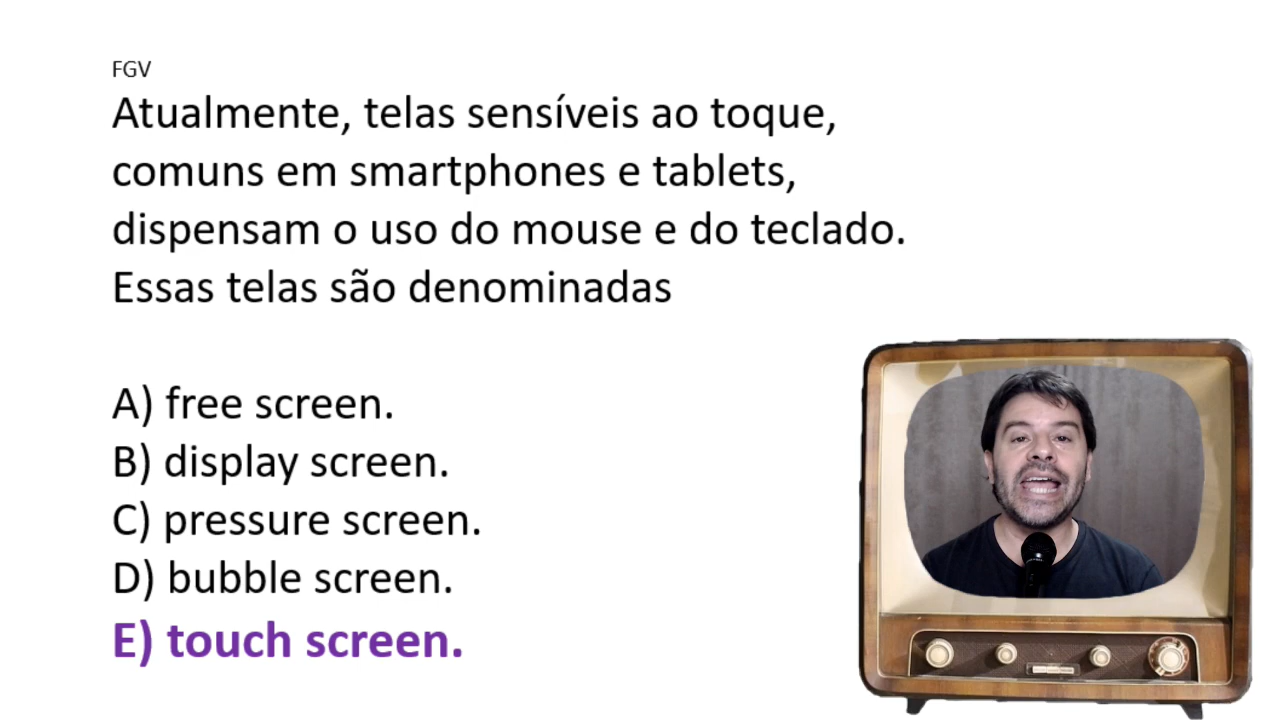 FGV
Atualmente, telas sensíveis ao toque,
comuns em smartphones e tablets,
dispensam o uso do mouse e do teclado.
Essas telas são denominadas
A) free screen.
B) display screen.
C) pressure screen.
D) bubble screen.
E) touch screen.